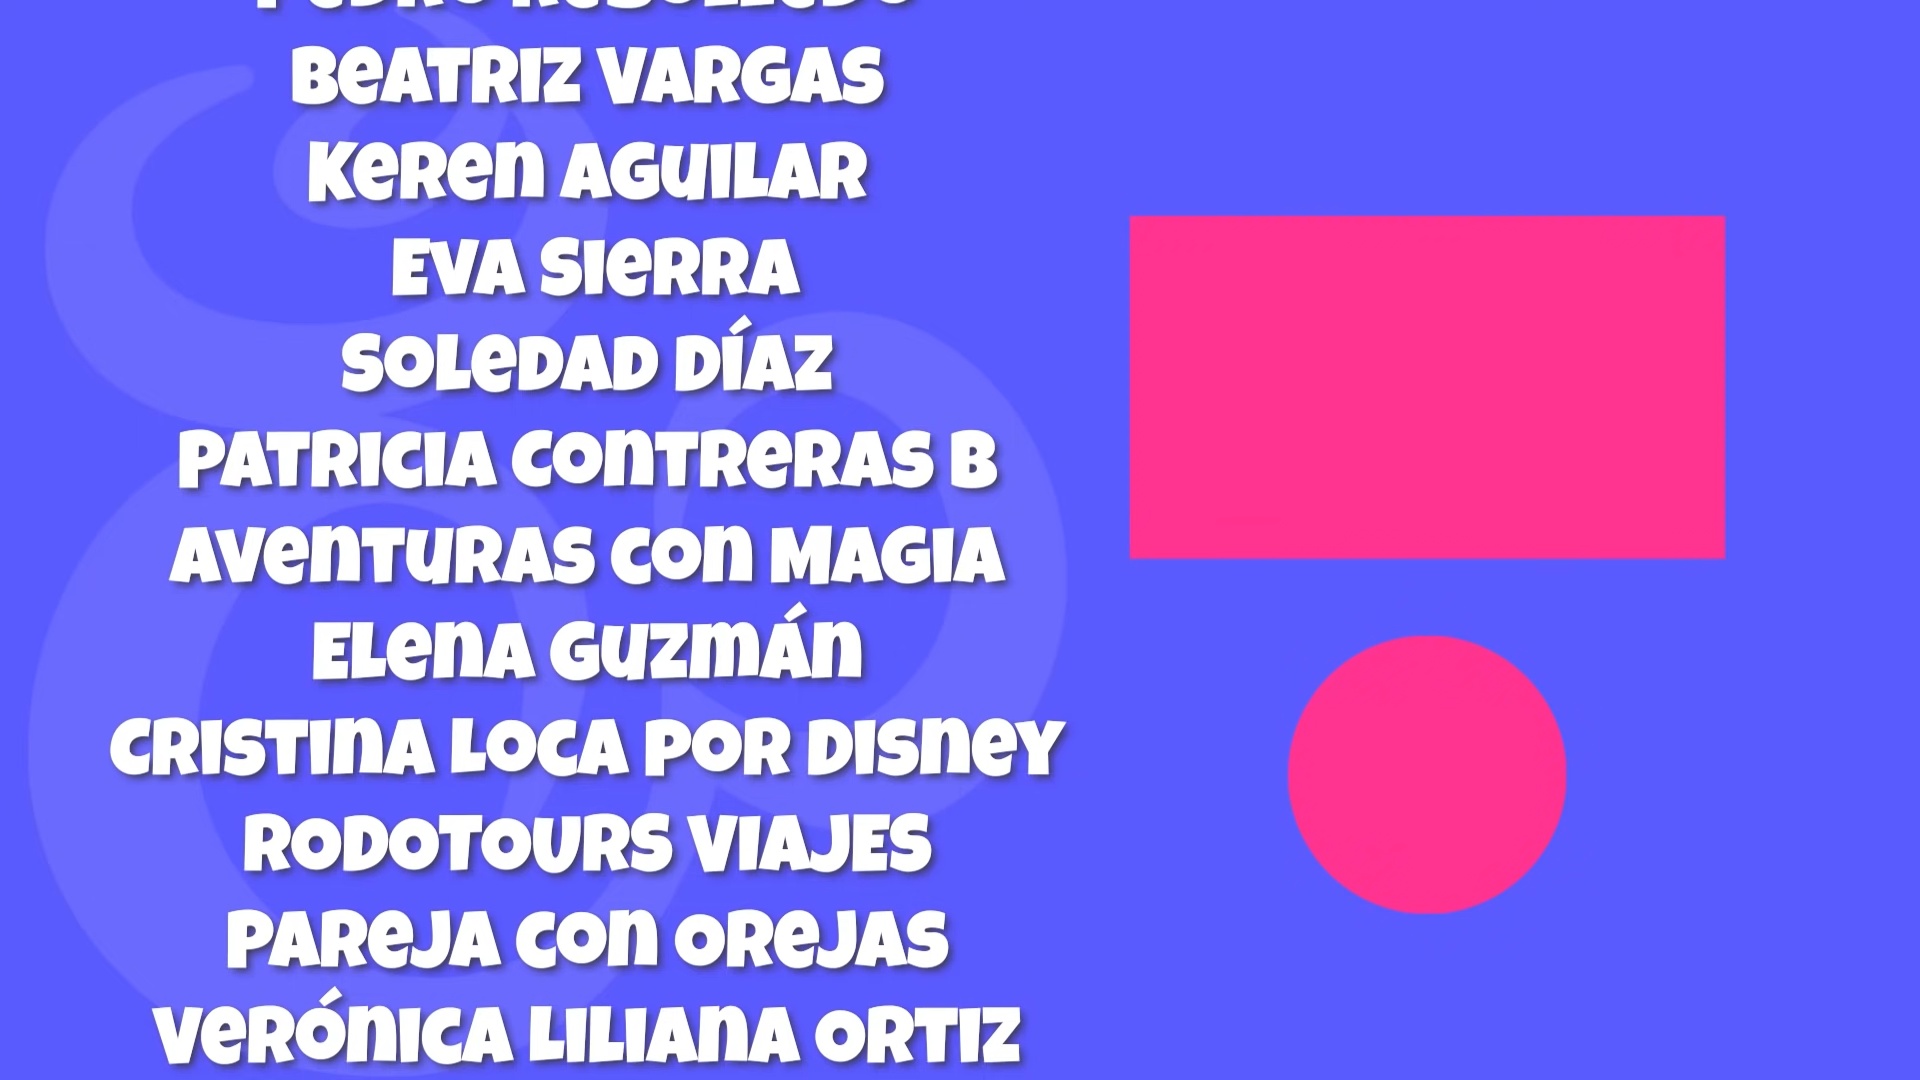 BEATRIZ VARGAS
KEREN AGUILAR
EVA SIERRA
SOLEDAD DÍAZ
PATRICIA CONTRERAS B
AVENTURAS CON MAGIA
ELENA GUZMÁN
CRISTINA LOCA POR DISNEY
RODOTOURS VIAJES
PAREJA CON OREJAS
VERÓNICA LILIANA ORTIZ